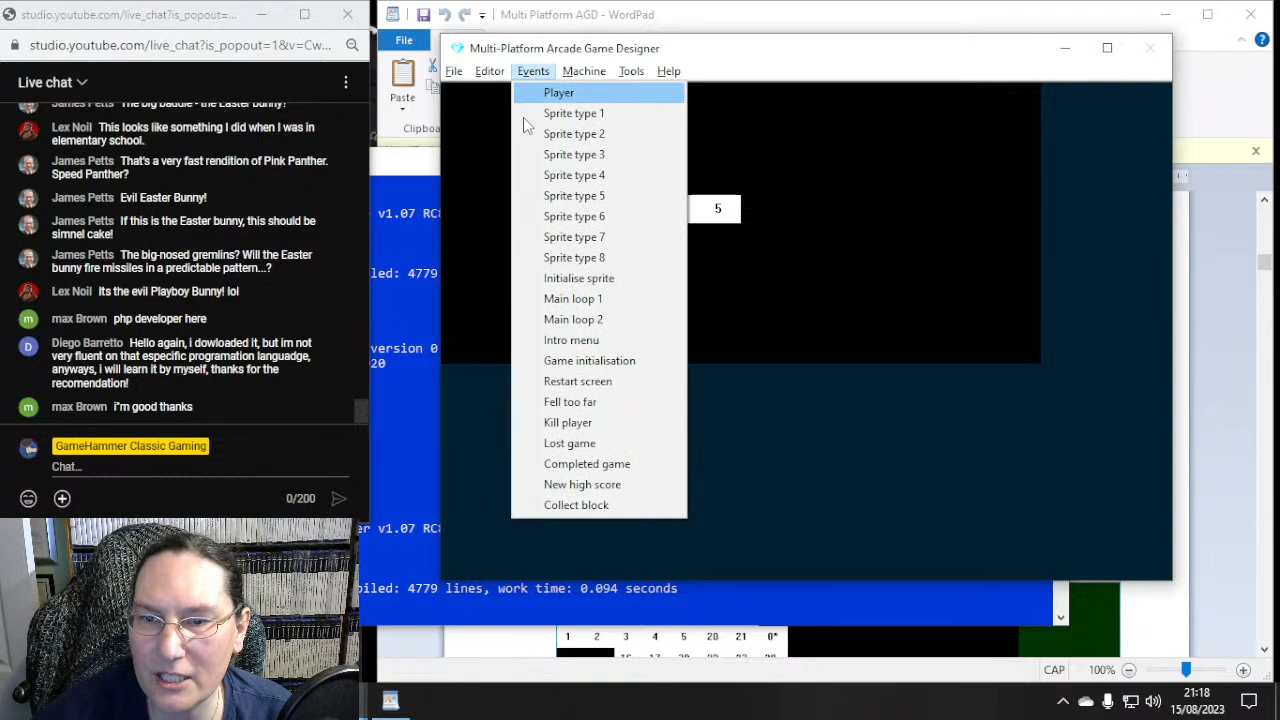 studio.youtube.com/live_chat?is_popout=...
studio.youtube.com/live_chat?is_popout=1&v=Cw...
Live chat
James Petts The big baddie - the Easter bunny?
Lex Noil This looks like something I did when I was in
elementary school.
James Petts That's a very fast rendition of Pink Panther.
Speed Panther?
James Petts Evil Easter Bunny!
James Petts If this is the Easter bunny, this should be
simnel cake!
James Petts The big-nosed gremlins? Will the Easter
bunny fire missiles in a predictable pattern...?
Lex Noil Its the evil Playboy Bunny! lol
m max Brown php developer here
D Diego Barretto Hello again, i dowloaded it, but im not
very fluent on that especific programation languadge,
anyways, i will learn it by myself, thanks for the
recomendation!
m max Brown i"m good thanks
GameHammer Classic Gaming
Chat...
0/200
Multi Platform AGD - WordPad
File
Paste
Clipboa
Multi-Platform Arcade Game Designer
File Editor Events Machine Tools Help
Player
Sprite type 1
Sprite type 2
Sprite type 3
Sprite type 4
Sprite type 5
Sprite type 6
Sprite type 7
Sprite type 8
Initialise sprite
Main loop 1
Main loop 2
Intro menu
Game initialisation
Restart screen
Fell too far
Kill player
Lost game
Completed game
New high score
Collect block
5
v1.07 RC8
led: 4779
version 0
20
er v1.07 RC8
piled: 4779 lines, work time: 0.094 seconds
1 2 3 4 5 20 21 0*
CAP 100%
21:18
15/08/2023